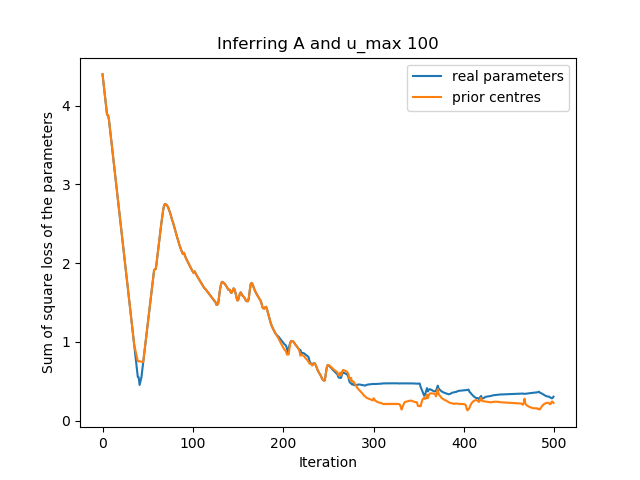 Inferring A and u_max 100
real parameters
prior centres
Sum of square loss of the parameters
4
3
2
1
0
0 100 200 300 400 500
Iteration